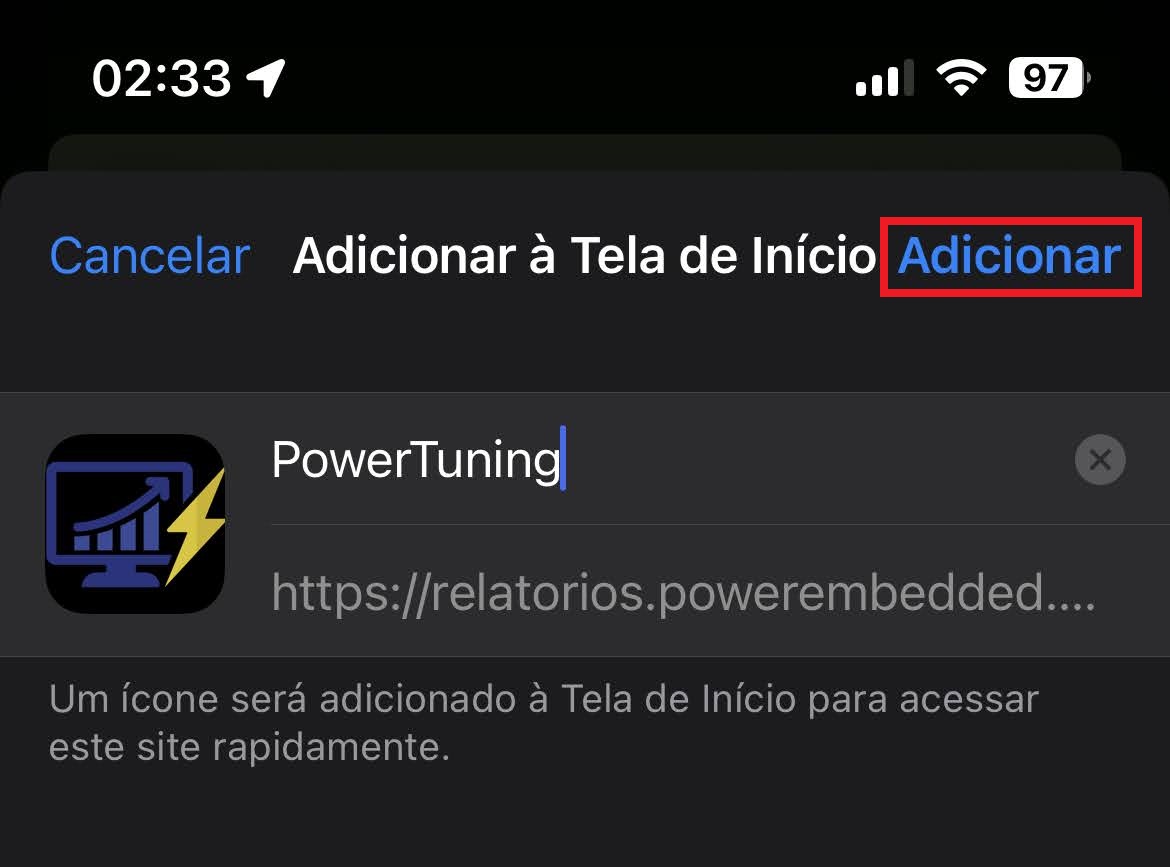 02:33
97
Cancelar Adicionar à Tela de Início Adicionar
PowerTuning
https://relatorios.powerembedded....
Um ícone será adicionado à Tela de Início para acessar
este site rapidamente.